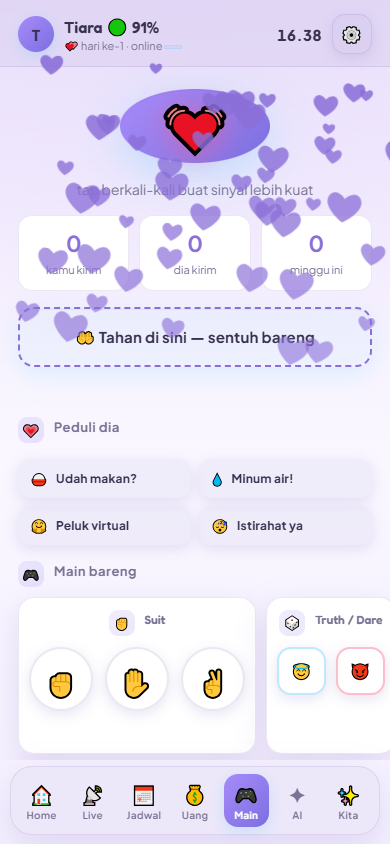 T
Tiara 91%
hari ke-1 · online
16.38
tap berkali-kali buat sinyal lebih kuat
0
kamu kirim
0
dia kirim
0
minggu ini
Tahan di sini — sentuh bareng
Peduli dia
Udah makan?
Minum air!
Peluk virtual
Istirahat ya
Main bareng
Suit
Truth / Dare
Home
Live
Jadwal
Uang
Main
AI
Kita